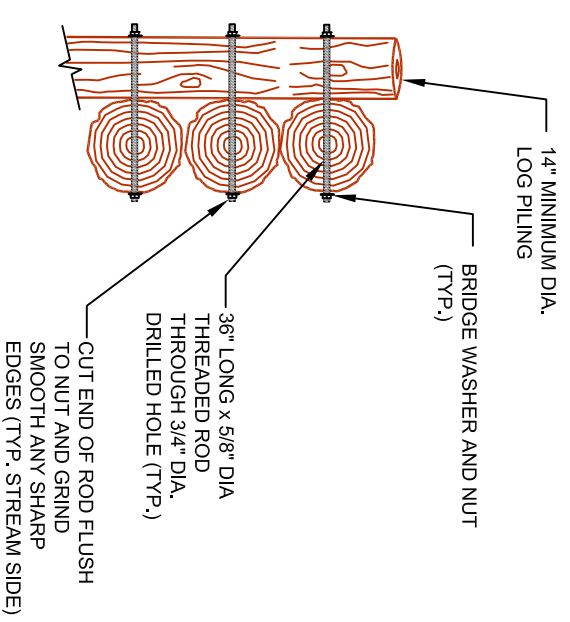 14" MINIMUM DIA.
LOG PILING
BRIDGE WASHER AND NUT
(TYP.)
36" LONG x 5/8" DIA
THREADED ROD
THROUGH 3/4" DIA.
DRILLED HOLE (TYP.)
CUT END OF ROD FLUSH
TO NUT AND GRIND
SMOOTH ANY SHARP
EDGES (TYP. STREAM SIDE)